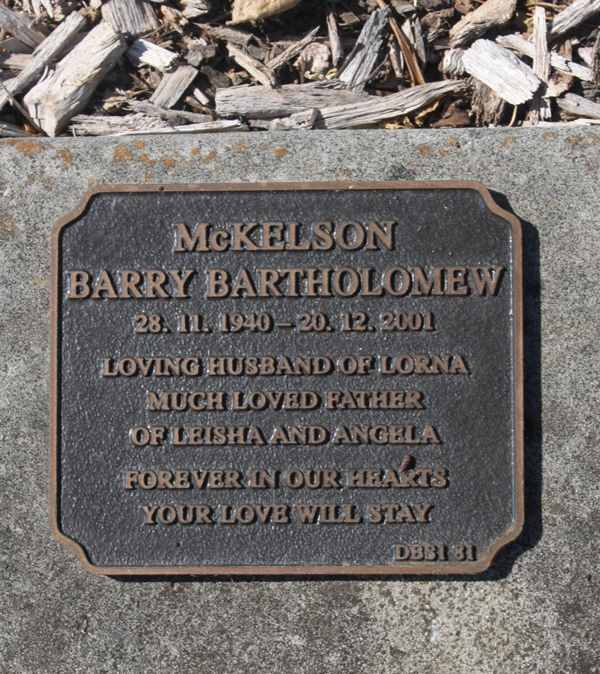 McKELSON
BARRY BARTHOLOMEW
28. 11. 1940 – 20. 12. 2001
LOVING HUSBAND OF LORNA
MUCH LOVED FATHER
OF LEISHA AND ANGELA
FOREVER IN OUR HEARTS
YOUR LOVE WILL STAY
DBS1 31